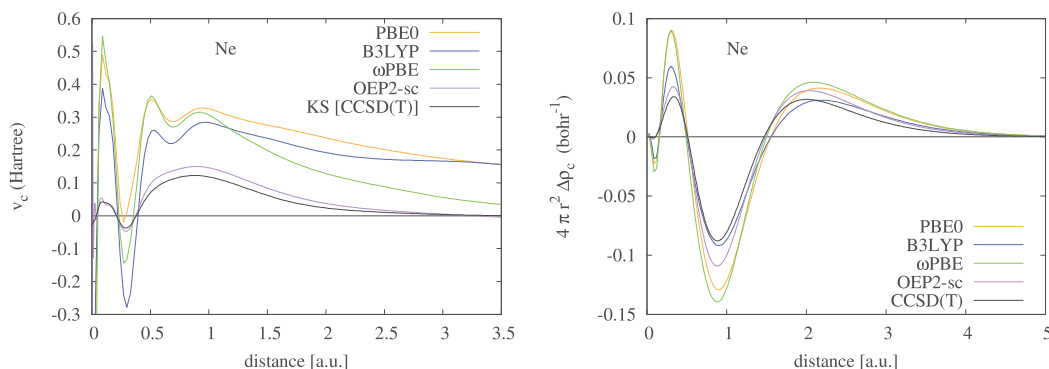 v_c (Hartree)
0.6
0.5
0.4
0.3
0.2
0.1
0
-0.1
-0.2
-0.3
Ne
PBE0
B3LYP
ωPBE
OEP2-sc
KS [CCSD(T)]
0 0.5 1 1.5 2 2.5 3 3.5
distance [a.u.]
4 π r² Δρ_c (bohr⁻¹)
0.1
0.05
0
-0.05
-0.1
-0.15
Ne
PBE0
B3LYP
ωPBE
OEP2-sc
CCSD(T)
0 1 2 3 4 5
distance [a.u.]